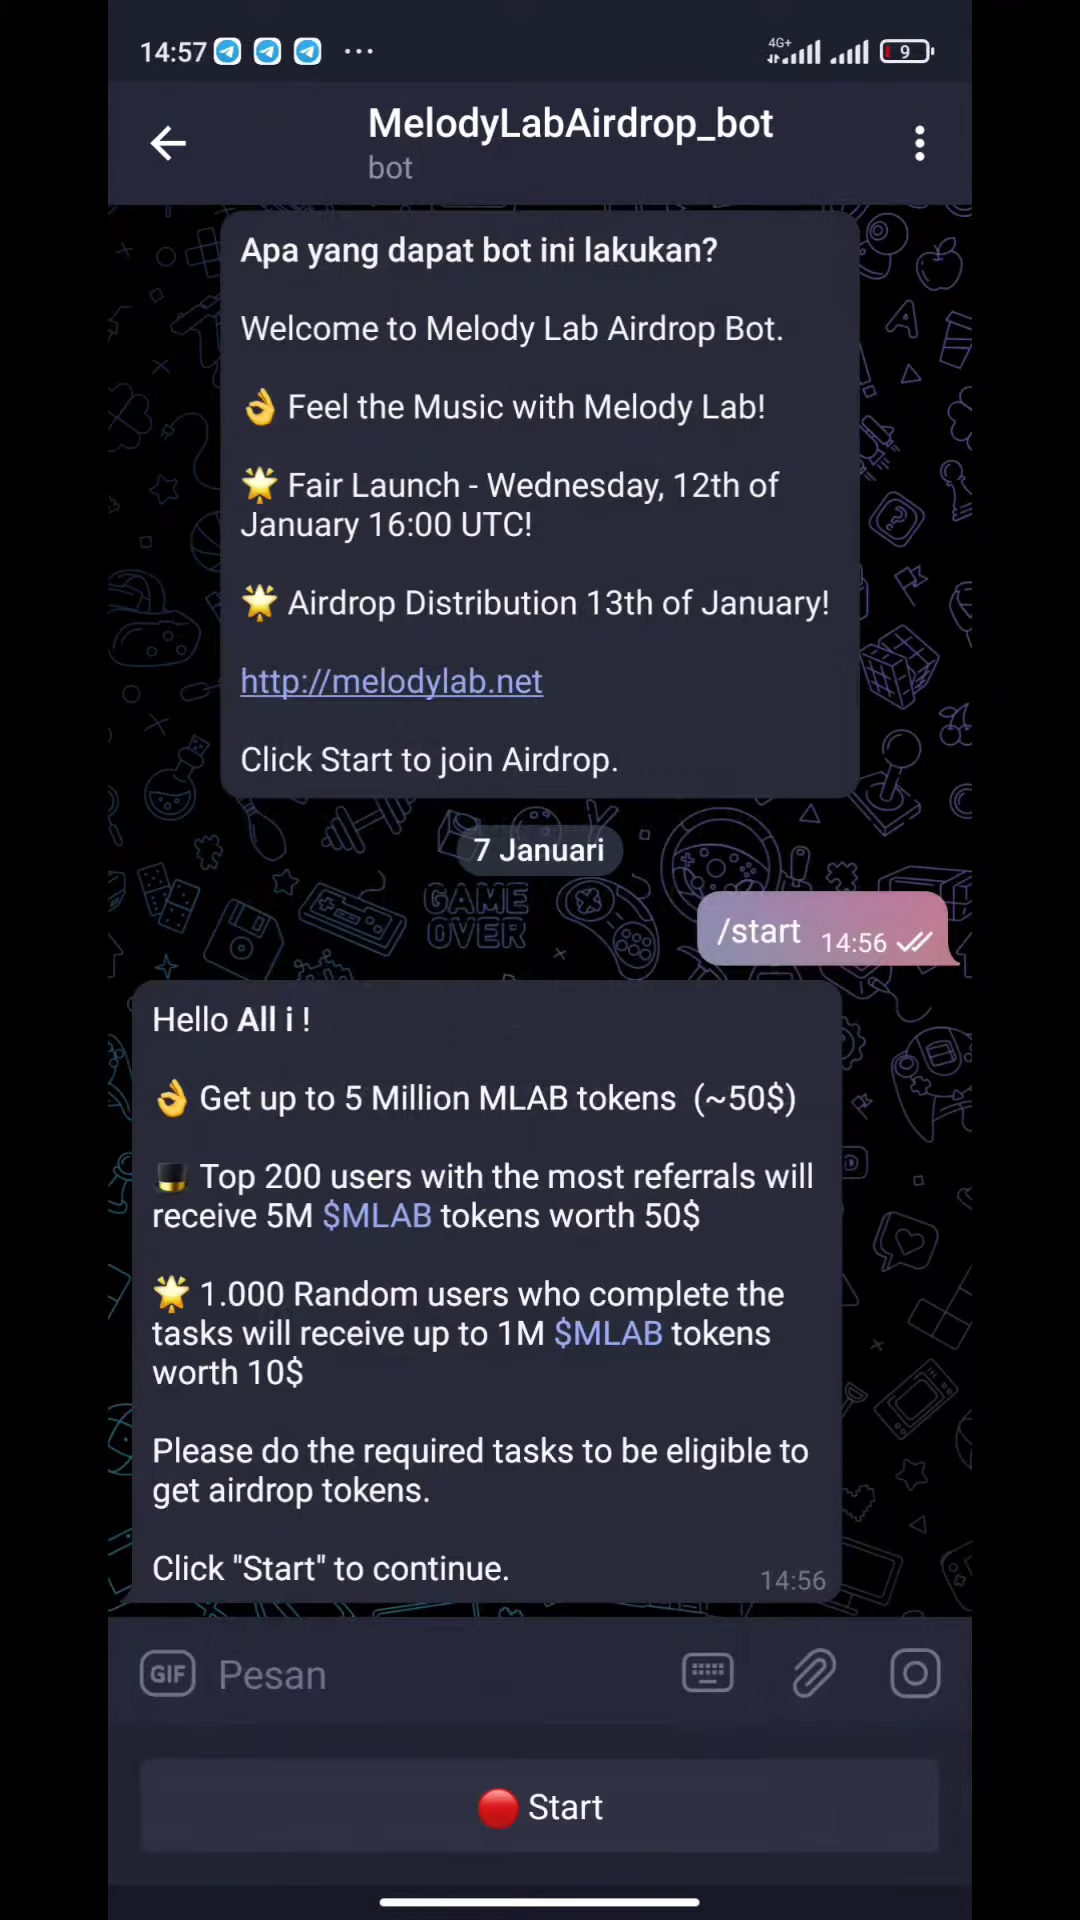 14:57 ...
4G+ 9
MelodyLabAirdrop_bot
bot
Apa yang dapat bot ini lakukan?
Welcome to Melody Lab Airdrop Bot.
👌 Feel the Music with Melody Lab!
🌟 Fair Launch - Wednesday, 12th of
January 16:00 UTC!
🌟 Airdrop Distribution 13th of January!
http://melodylab.net
Click Start to join Airdrop.
7 Januari
GAME
OVER
/start 14:56
Hello All i !
👌 Get up to 5 Million MLAB tokens (~50$)
🎩 Top 200 users with the most referrals will
receive 5M $MLAB tokens worth 50$
🌟 1.000 Random users who complete the
tasks will receive up to 1M $MLAB tokens
worth 10$
Please do the required tasks to be eligible to
get airdrop tokens.
Click "Start" to continue.
14:56
GIF Pesan
🔴 Start